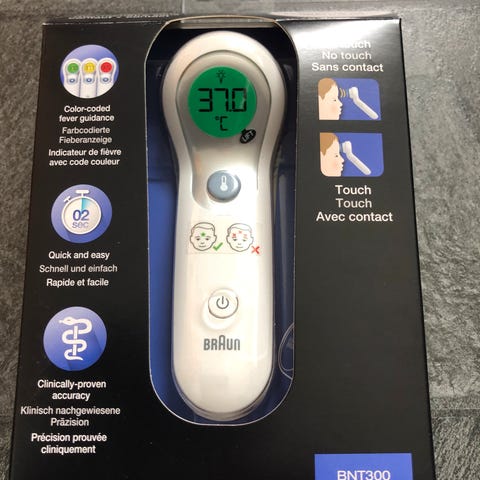 Color-coded
fever guidance
Farbcodierte
Fieberanzeige
Indikateur de fièvre
avec code couleur
02
sec
Quick and easy
Schnell und einfach
Rapide et facile
Clinically-proven
accuracy
Klinisch nachgewiesene
Präzision
Précision prouvée
cliniquement
37.0
°C
BRAUN
touch
No touch
Sans contact
Touch
Touch
Avec contact
BNT300